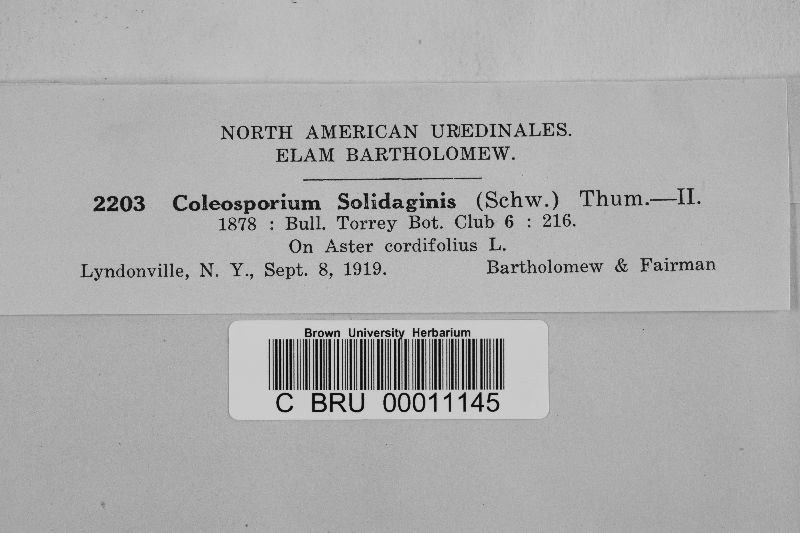 NORTH AMERICAN UREDINALES.
ELAM BARTHOLOMEW.
2203 Coleosporium Solidaginis (Schw.) Thum.—II.
1878 : Bull. Torrey Bot. Club 6 : 216.
On Aster cordifolius L.
Lyndonville, N. Y., Sept. 8, 1919. Bartholomew & Fairman
Brown University Herbarium
C BRU 00011145